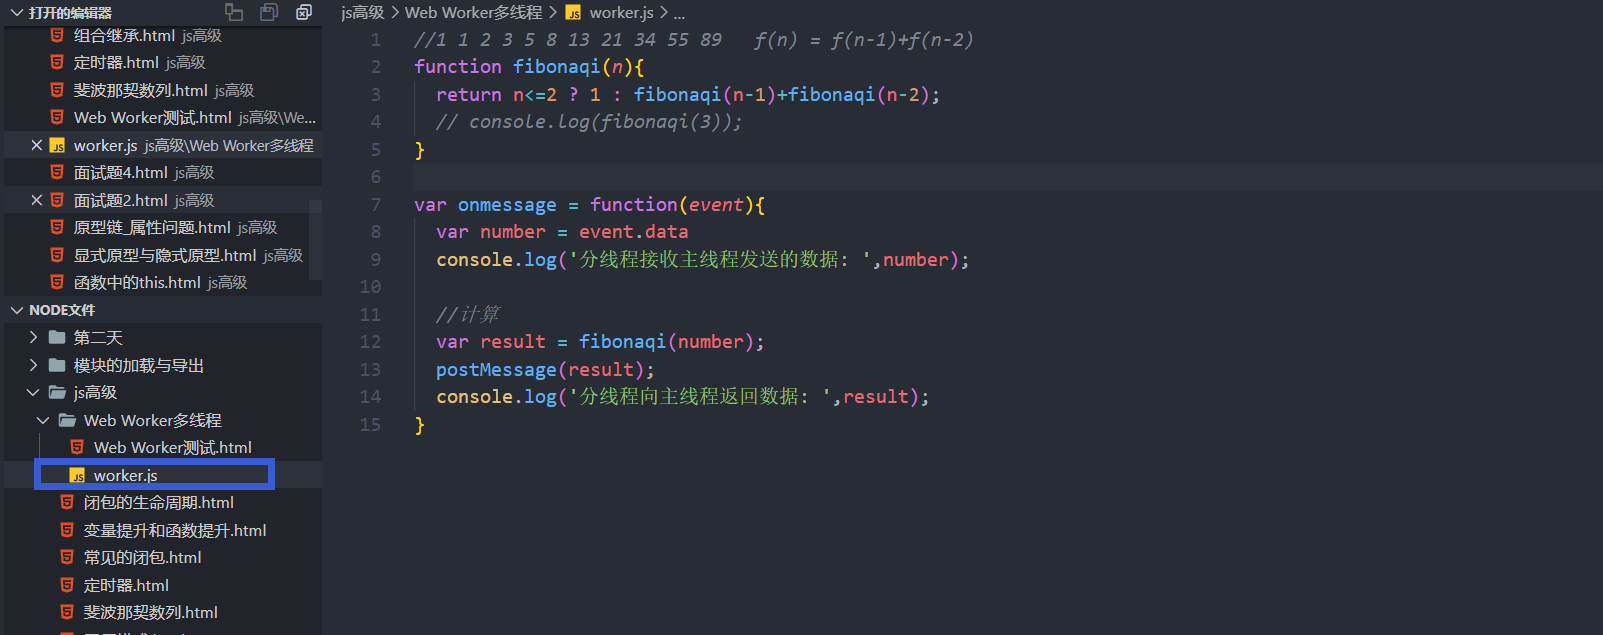 打开的编辑器
组合继承.html js高级
定时器.html js高级
斐波那契数列.html js高级
Web Worker测试.html js高级\We...
JS worker.js js高级\Web Worker多线程
面试题4.html js高级
面试题2.html js高级
原型链_属性问题.html js高级
显式原型与隐式原型.html js高级
函数中的this.html js高级
NODE文件
第二天
模块的加载与导出
js高级
Web Worker多线程
Web Worker测试.html
JS worker.js
闭包的生命周期.html
变量提升和函数提升.html
常见的闭包.html
定时器.html
斐波那契数列.html
js高级 > Web Worker多线程 > JS worker.js > ...
1 //1 1 2 3 5 8 13 21 34 55 89 f(n) = f(n-1)+f(n-2)
2 function fibonaqi(n){
3 return n<=2 ? 1 : fibonaqi(n-1)+fibonaqi(n-2);
4 // console.log(fibonaqi(3));
5 }
6
7 var onmessage = function(event){
8 var number = event.data
9 console.log('分线程接收主线程发送的数据: ',number);
10
11 //计算
12 var result = fibonaqi(number);
13 postMessage(result);
14 console.log('分线程向主线程返回数据: ',result);
15 }